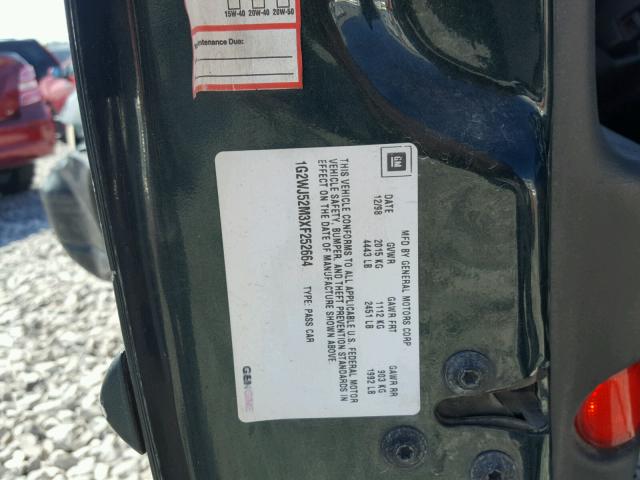 15W-40 20W-40 20W-50
Maintenance Due:
GM
MFD BY GENERAL MOTORS CORP
DATE GVWR GAWR FRT GAWR RR
12/98 2015 KG 1112 KG 903 KG
4443 LB 2451 LB 1992 LB
THIS VEHICLE CONFORMS TO ALL APPLICABLE U.S. FEDERAL MOTOR
VEHICLE SAFETY, BUMPER, AND THEFT PREVENTION STANDARDS IN
EFFECT ON THE DATE OF MANUFACTURE SHOWN ABOVE.
1G2WJ52M3XF252664 TYPE: PASS CAR